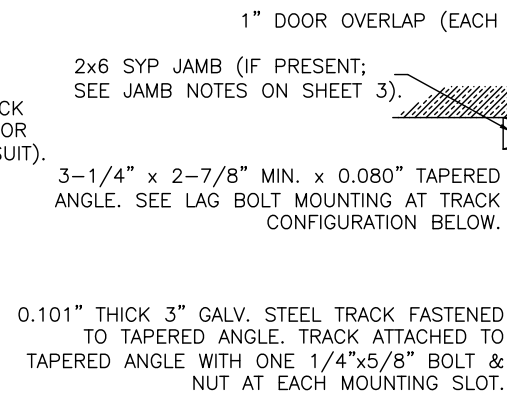 1” DOOR OVERLAP (EACH
2x6 SYP JAMB (IF PRESENT;
SEE JAMB NOTES ON SHEET 3).
CK
OR
SUIT).
3-1/4” x 2-7/8” MIN. x 0.080” TAPERED
ANGLE. SEE LAG BOLT MOUNTING AT TRACK
CONFIGURATION BELOW.
0.101” THICK 3” GALV. STEEL TRACK FASTENED
TO TAPERED ANGLE. TRACK ATTACHED TO
TAPERED ANGLE WITH ONE 1/4”x5/8” BOLT &
NUT AT EACH MOUNTING SLOT.